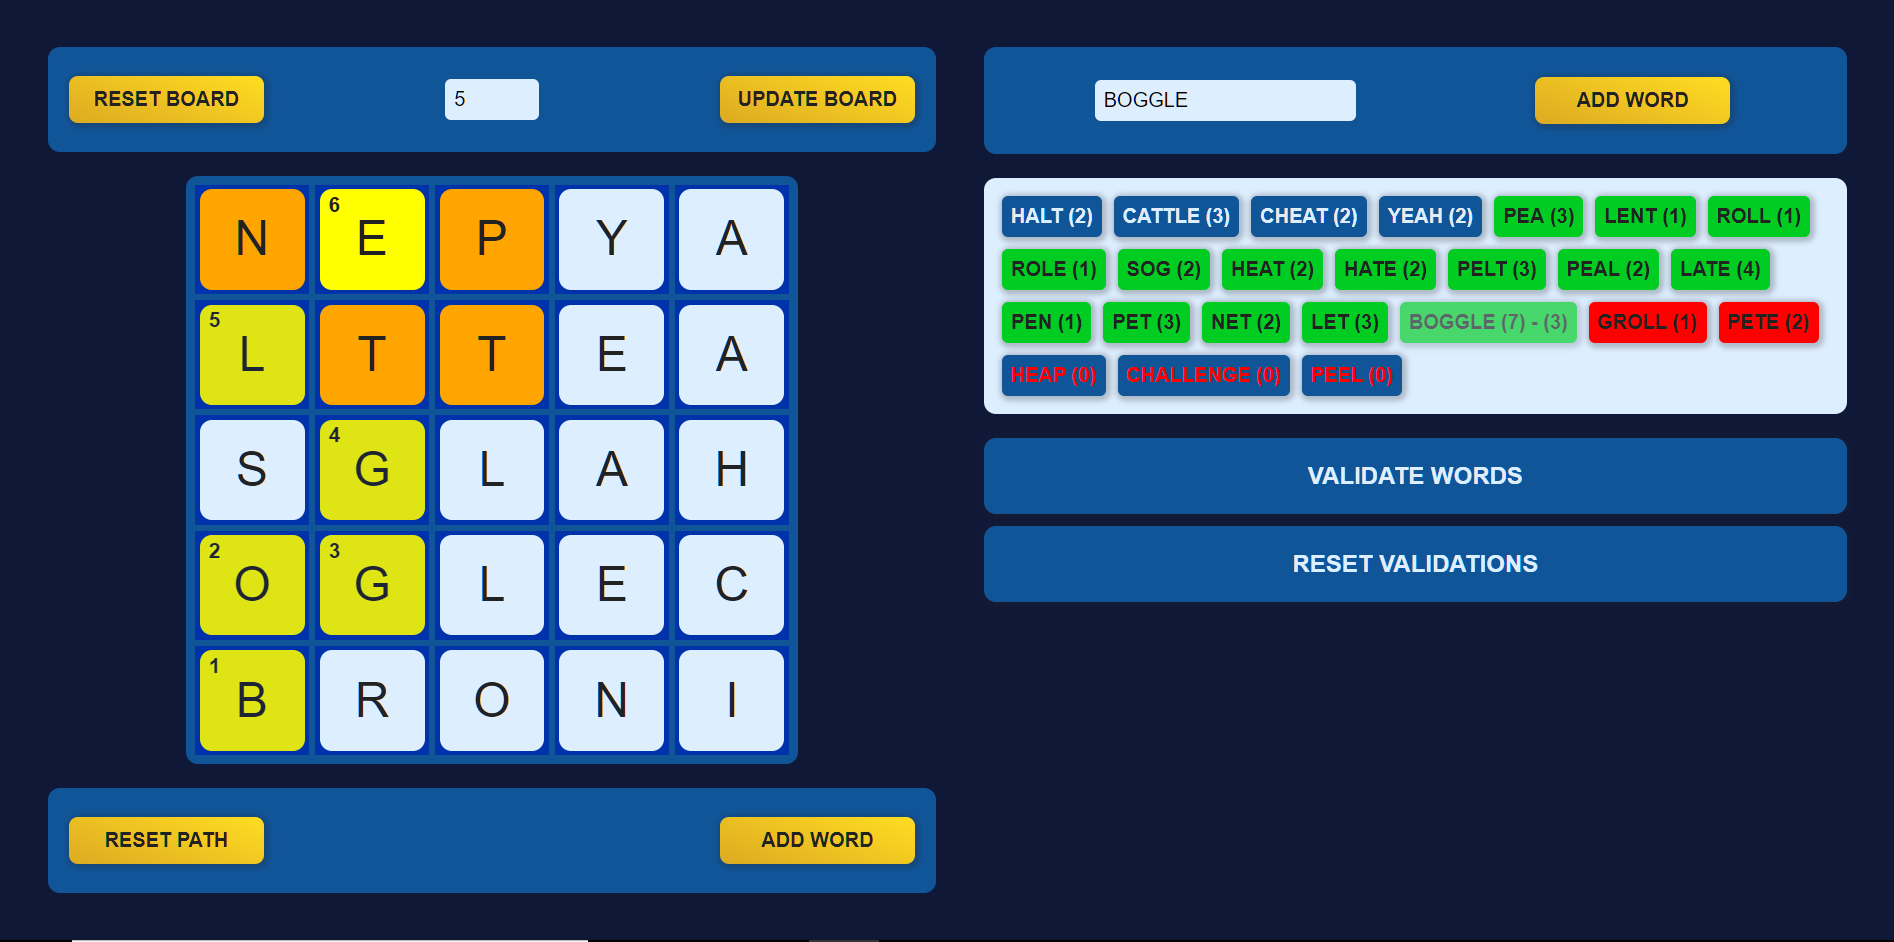 RESET BOARD 5 UPDATE BOARD
N 6 E P Y A
5 L T T E A
S 4 G L A H
2 O 3 G L E C
1 B R O N I
RESET PATH ADD WORD
BOGGLE ADD WORD
HALT (2) CATTLE (3) CHEAT (2) YEAH (2) PEA (3) LENT (1) ROLL (1)
ROLE (1) SOG (2) HEAT (2) HATE (2) PELT (3) PEAL (2) LATE (4)
PEN (1) PET (3) NET (2) LET (3) BOGGLE (7) - (3) GROLL (1) PETE (2)
HEAP (0) CHALLENGE (0) PEEL (0)
VALIDATE WORDS
RESET VALIDATIONS